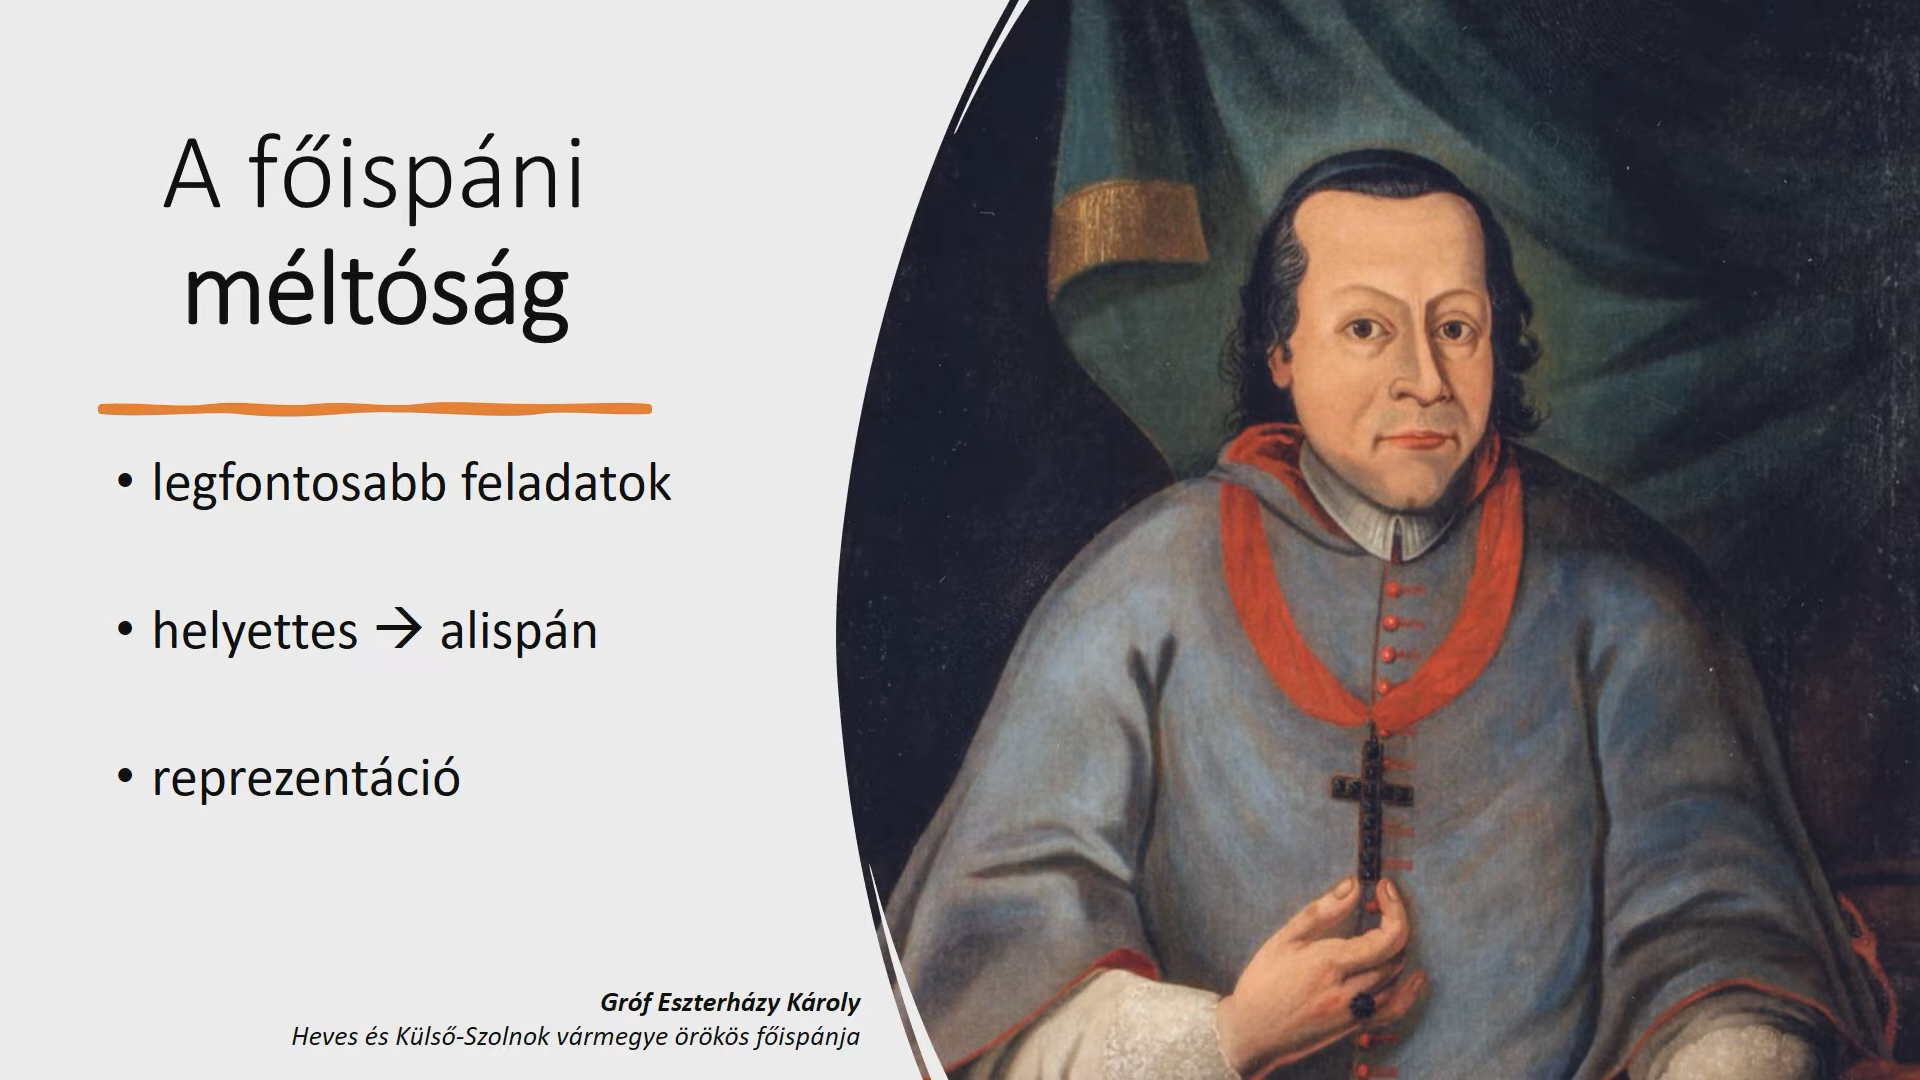 A főispáni
méltóság
• legfontosabb feladatok
• helyettes → alispán
• reprezentáció
Gróf Eszterházy Károly
Heves és Külső-Szolnok vármegye örökös főispánja